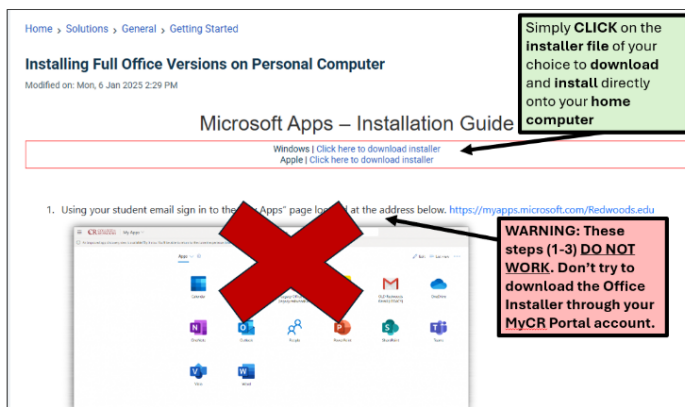 Home > Solutions > General > Getting Started
Installing Full Office Versions on Personal Computer
Modified on: Mon, 6 Jan 2025 2:29 PM
Simply CLICK on the
installer file of your
choice to download
and install directly
onto your home
computer
Microsoft Apps – Installation Guide
Windows | Click here to download installer
Apple | Click here to download installer
1. Using your student email sign in to the Apps" page lo at the address below. https://myapps.microsoft.com/Redwoods.edu
WARNING: These
steps (1-3) DO NOT
WORK. Don't try to
download the Office
Installer through your
MyCR Portal account.
My Apps
Apps
Edit
Calendar
OneDrive
OneNote
People
PowerPoint
SharePoint
Teams
Visio
Word